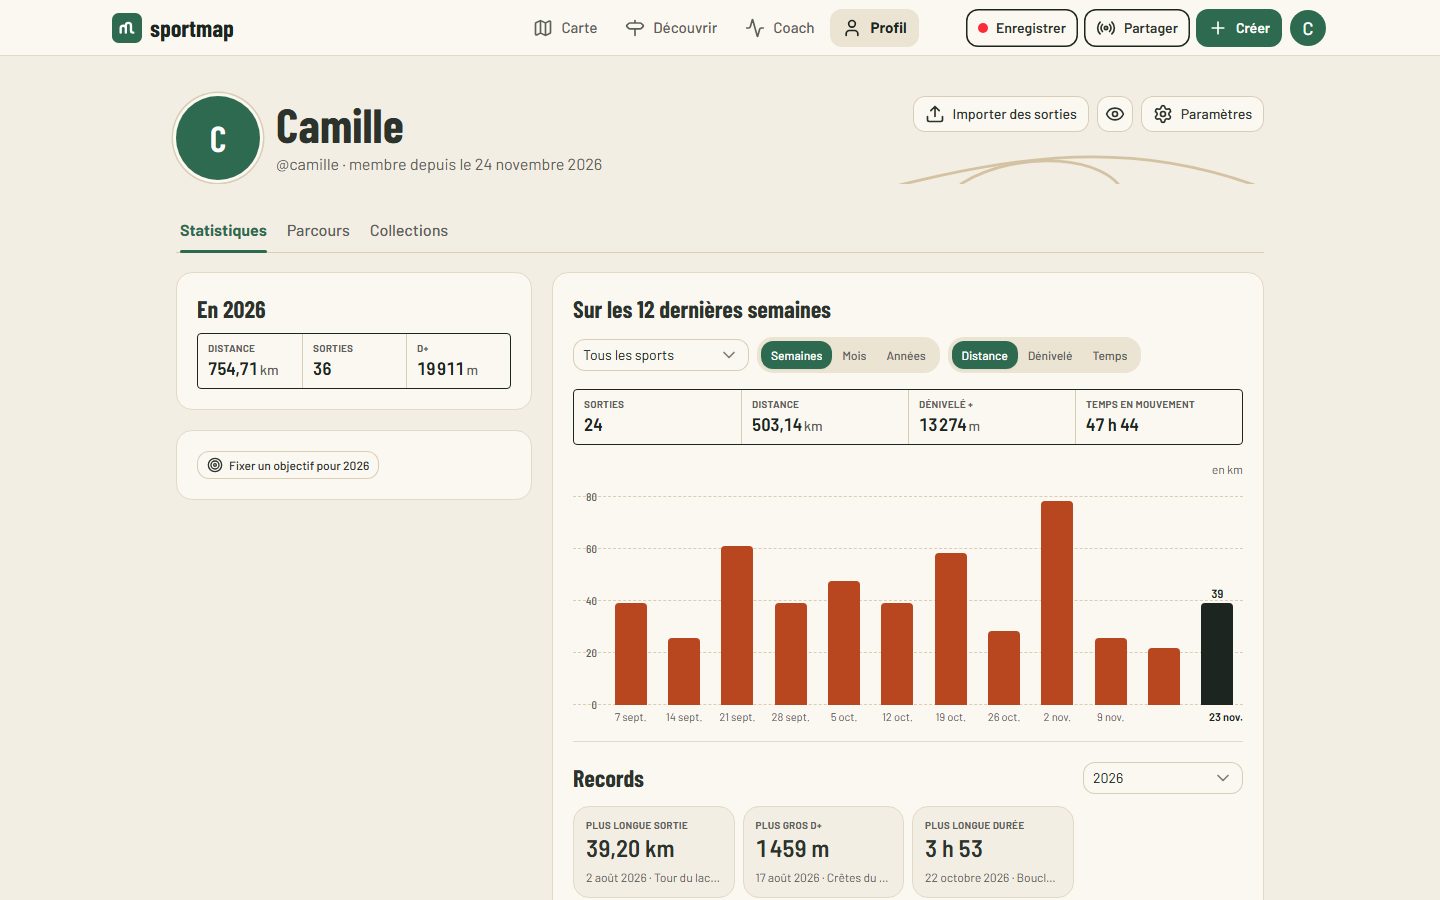 sportmap
Carte
Découvrir
Coach
Profil
Enregistrer
Partager
Créer
C
C
Camille
@camille · membre depuis le 24 novembre 2026
Importer des sorties
Paramètres
Statistiques
Parcours
Collections
En 2026
DISTANCE
754,71 km
SORTIES
36
D+
19 911 m
Fixer un objectif pour 2026
Sur les 12 dernières semaines
Tous les sports
Semaines
Mois
Années
Distance
Dénivelé
Temps
SORTIES
24
DISTANCE
503,14 km
DÉNIVELÉ +
13 274 m
TEMPS EN MOUVEMENT
47 h 44
en km
80
60
40
20
0
39
7 sept.
14 sept.
21 sept.
28 sept.
5 oct.
12 oct.
19 oct.
26 oct.
2 nov.
9 nov.
23 nov.
Records
2026
PLUS LONGUE SORTIE
39,20 km
2 août 2026 · Tour du lac...
PLUS GROS D+
1 459 m
17 août 2026 · Crêtes du ...
PLUS LONGUE DURÉE
3 h 53
22 octobre 2026 · Boucl...